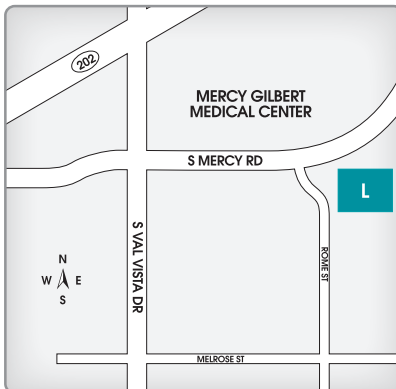 202
MERCY GILBERT
MEDICAL CENTER
S MERCY RD
L
S VAL VISTA DR
ROME ST
N
W E
S
MELROSE ST